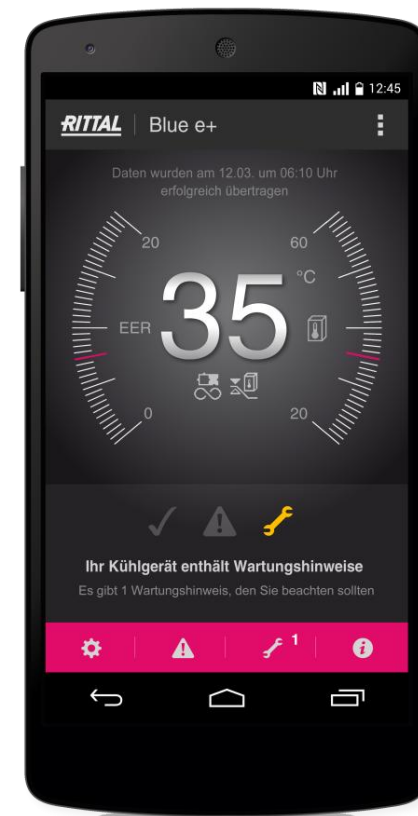 12:45
RITTAL Blue e+
Daten wurden am 12.03. um 06:10 Uhr
erfolgreich übertragen
20 60
°C
EER 35
0 20
Ihr Kühlgerät enthält Wartungshinweise
Es gibt 1 Wartungshinweis, den Sie beachten sollten
1